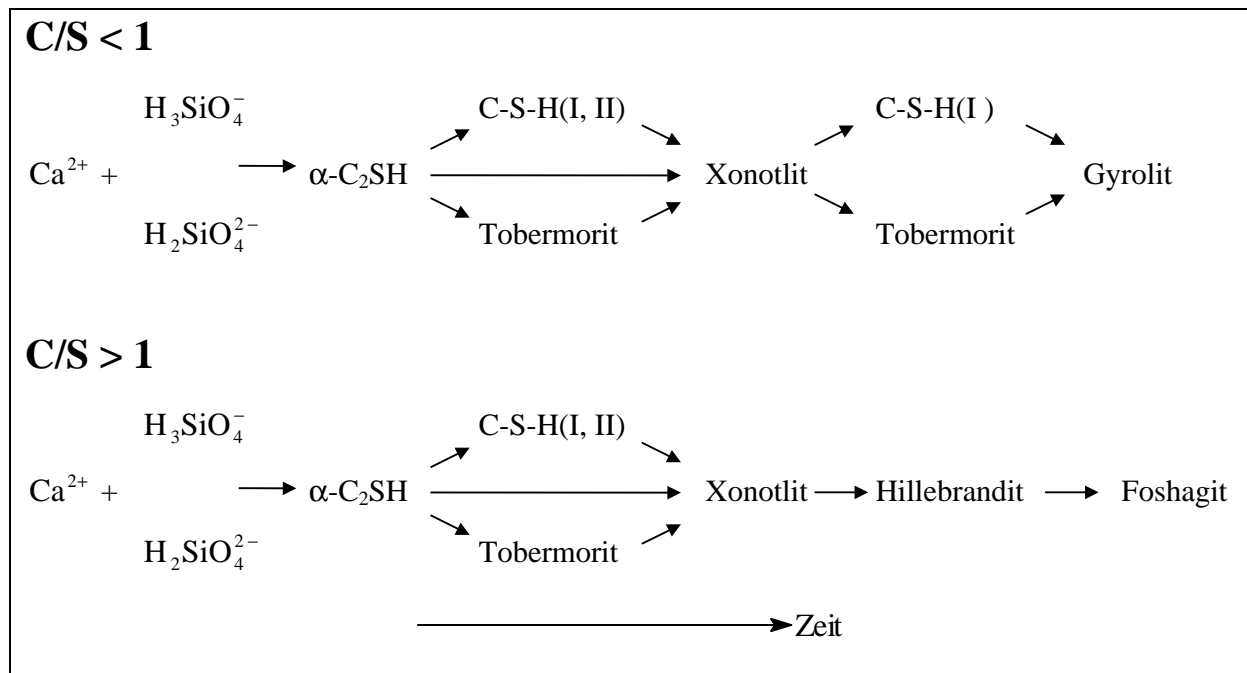 C/S < 1
H₃SiO₄⁻ C-S-H(I, II) C-S-H(I )
Ca²⁺ + → α-C₂SH → Xonotlit Gyrolit
H₂SiO₄²⁻ Tobermorit Tobermorit
C/S > 1
H₃SiO₄⁻ C-S-H(I, II)
Ca²⁺ + → α-C₂SH → Xonotlit → Hillebrandit → Foshagit
H₂SiO₄²⁻ Tobermorit
→ Zeit